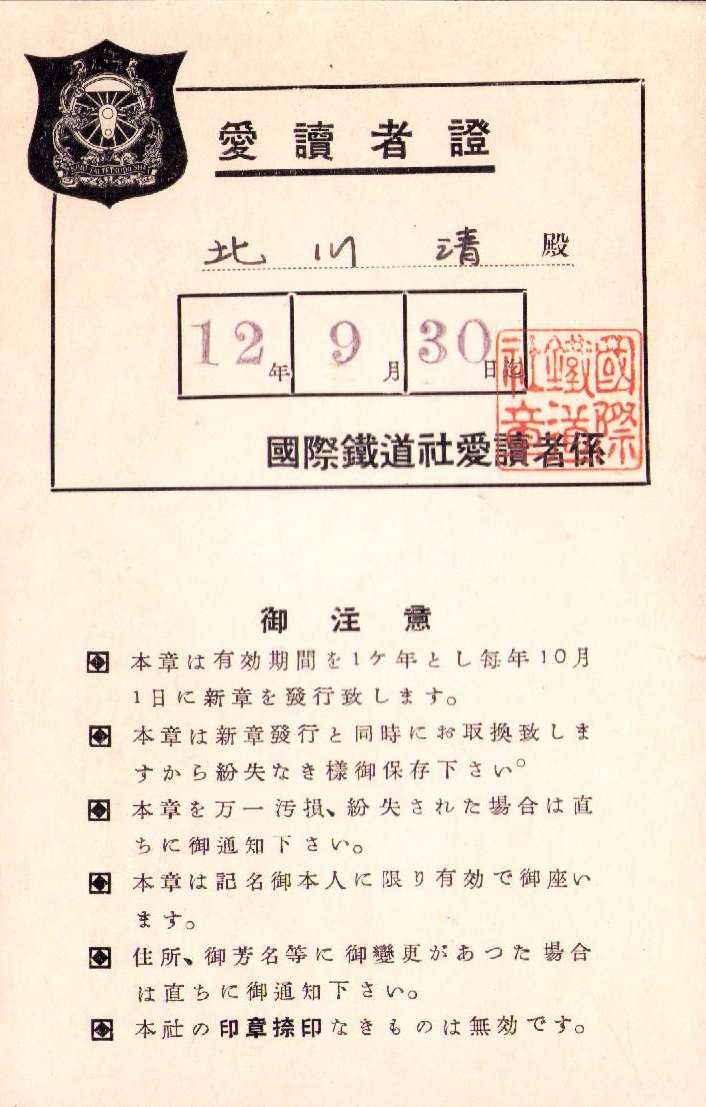 愛讀者證
北川 清 殿
12年 9月 30日迄
國際鐵道社愛讀者係
國際鐵道社章
御注意
本章は有効期間を1ケ年とし每年10月
1日に新章を發行致します。
本章は新章發行と同時にお取換致しま
すから紛失なき樣御保存下さい。
本章を万一汚損、紛失された場合は直
ちに御通知下さい。
本章は記名御本人に限り有効で御座い
ます。
住所、御芳名等に御變更があつた場合
は直ちに御通知下さい。
本社の印章捺印なきものは無効です。